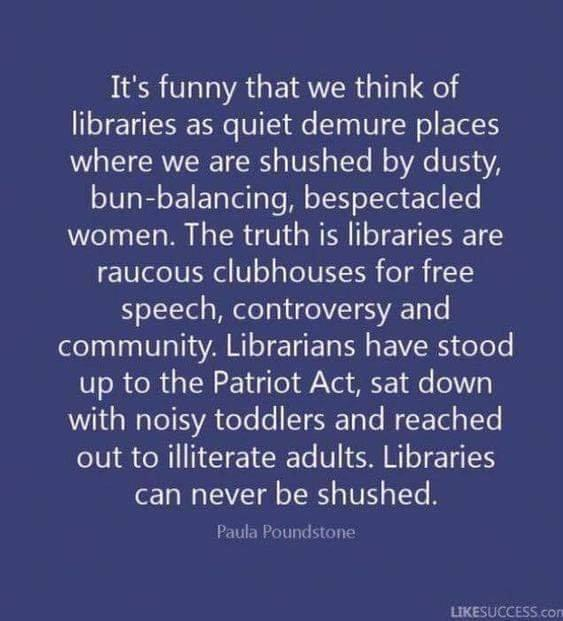 It's funny that we think of
libraries as quiet demure places
where we are shushed by dusty,
bun-balancing, bespectacled
women. The truth is libraries are
raucous clubhouses for free
speech, controversy and
community. Librarians have stood
up to the Patriot Act, sat down
with noisy toddlers and reached
out to illiterate adults. Libraries
can never be shushed.
Paula Poundstone
LIKESUCCESS.com